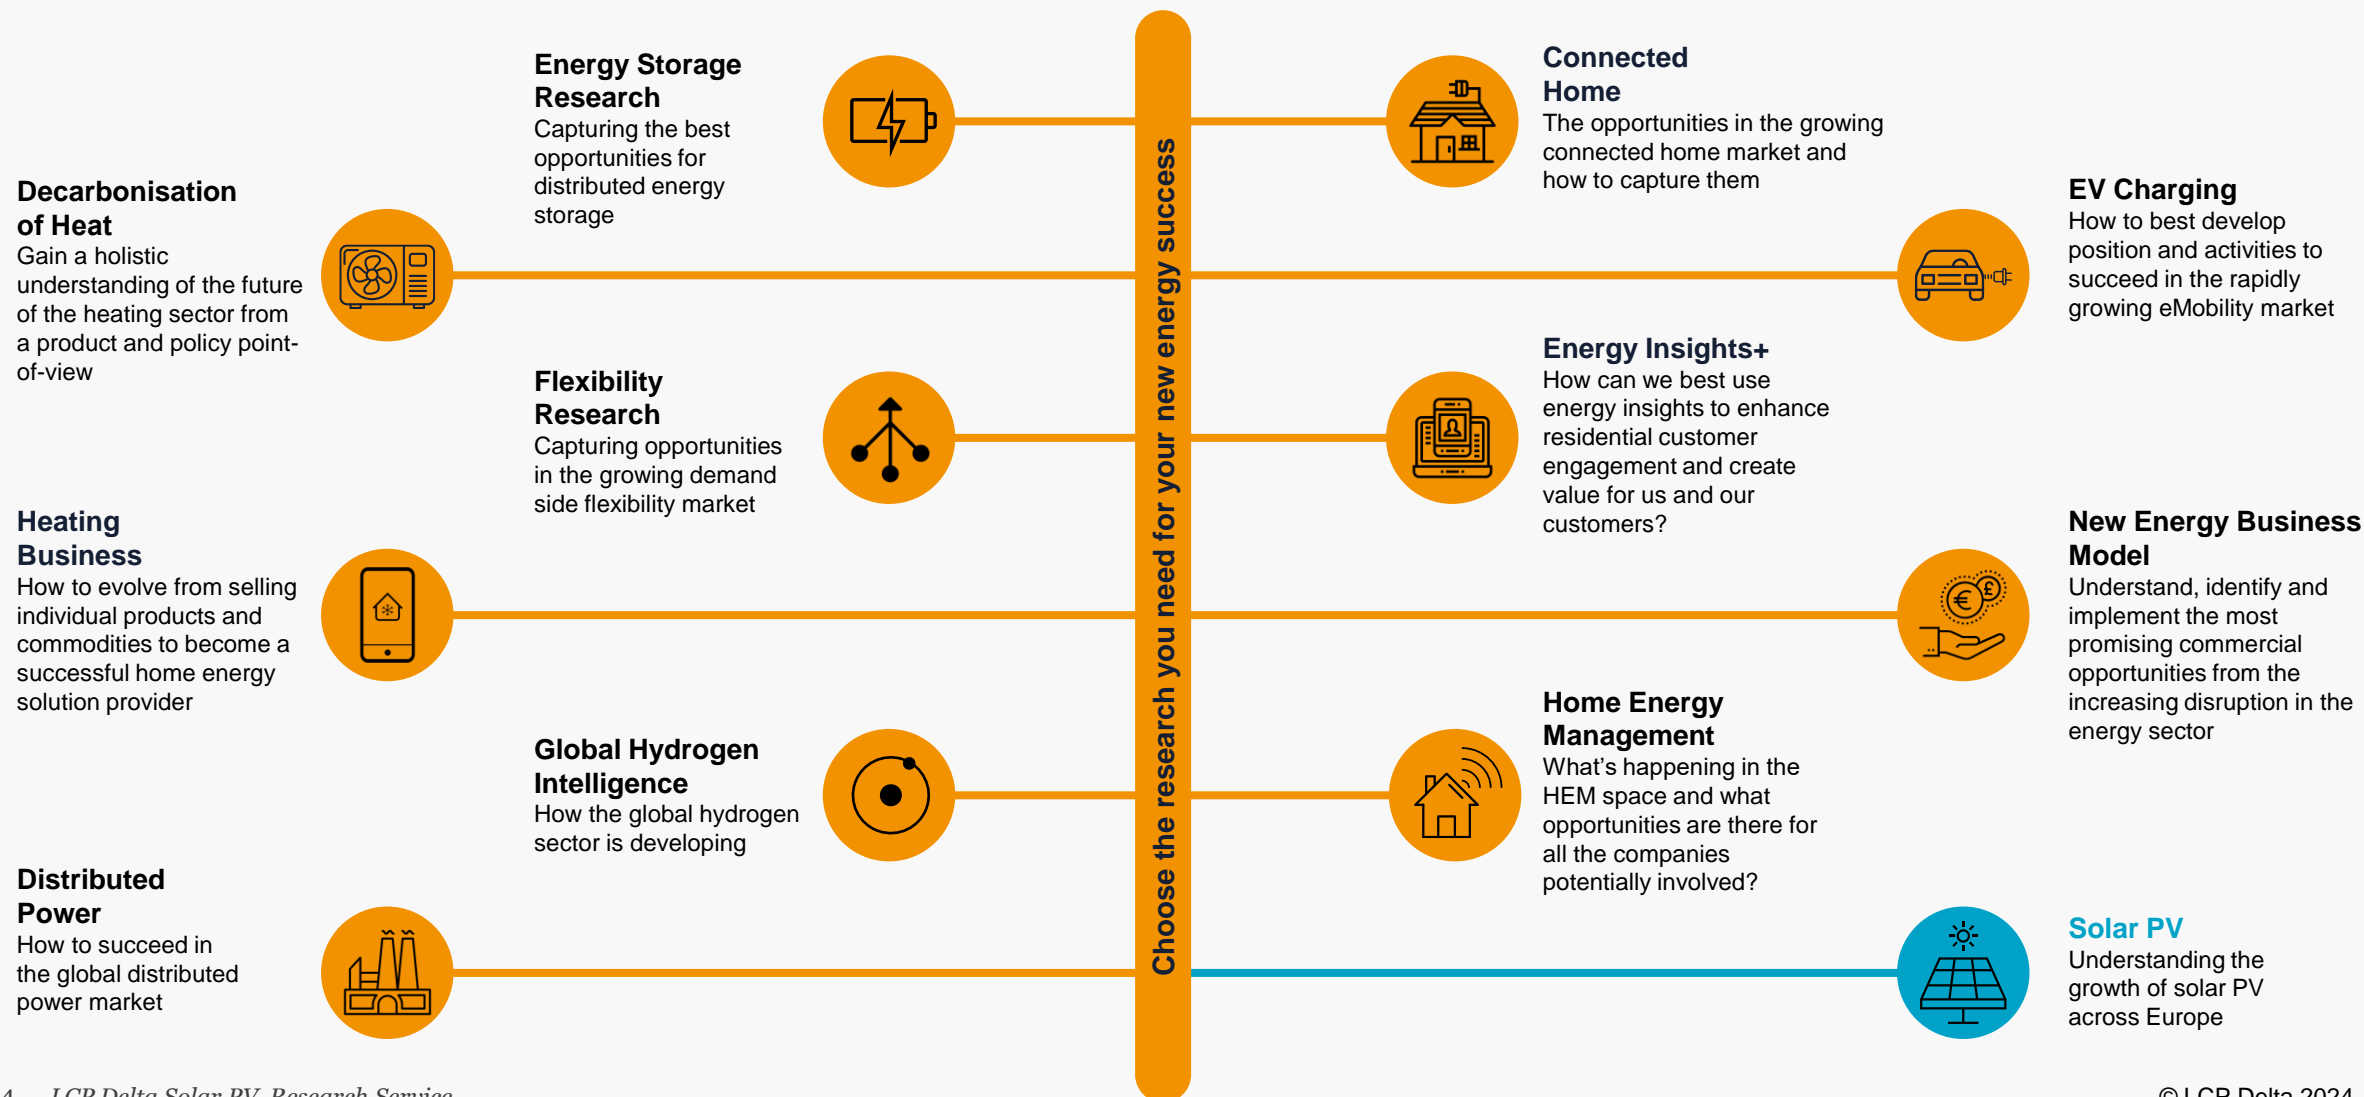 Energy Storage
Research
Capturing the best
opportunities for
distributed energy
storage
Decarbonisation
of Heat
Gain a holistic
understanding of the future
of the heating sector from
a product and policy point-
of-view
Flexibility
Research
Capturing opportunities
in the growing demand
side flexibility market
Heating
Business
How to evolve from selling
individual products and
commodities to become a
successful home energy
solution provider
Global Hydrogen
Intelligence
How the global hydrogen
sector is developing
Distributed
Power
How to succeed in
the global distributed
power market
Choose the research you need for your new energy success
Connected
Home
The opportunities in the growing
connected home market and
how to capture them
EV Charging
How to best develop
position and activities to
succeed in the rapidly
growing eMobility market
Energy Insights+
How can we best use
energy insights to enhance
residential customer
engagement and create
value for us and our
customers?
New Energy Business
Model
Understand, identify and
implement the most
promising commercial
opportunities from the
increasing disruption in the
energy sector
Home Energy
Management
What's happening in the
HEM space and what
opportunities are there for
all the companies
potentially involved?
Solar PV
Understanding the
growth of solar PV
across Europe
4 LCP Delta Solar PV Research Service
© LCP Delta 2024